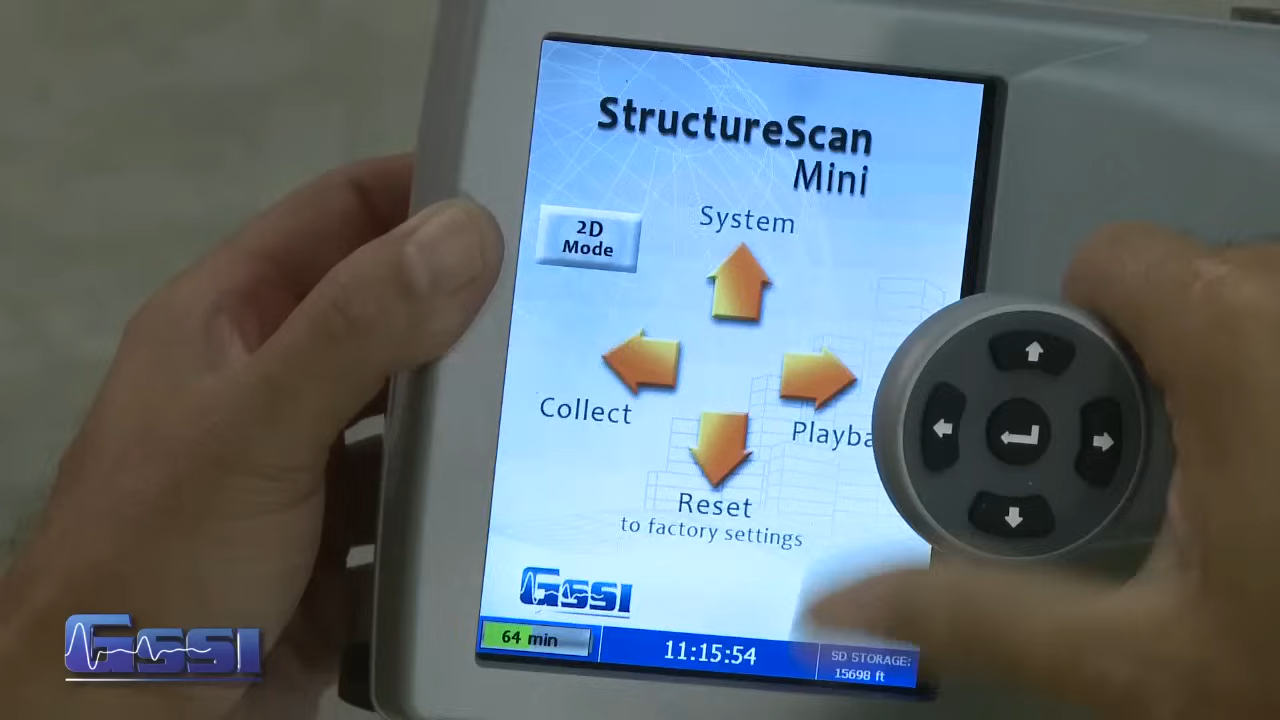 StructureScan
Mini
System
2D
Mode
Collect
Playba
Reset
to factory settings
GSSI
64 min
11:15:54
SD STORAGE:
15698 ft
GSSI